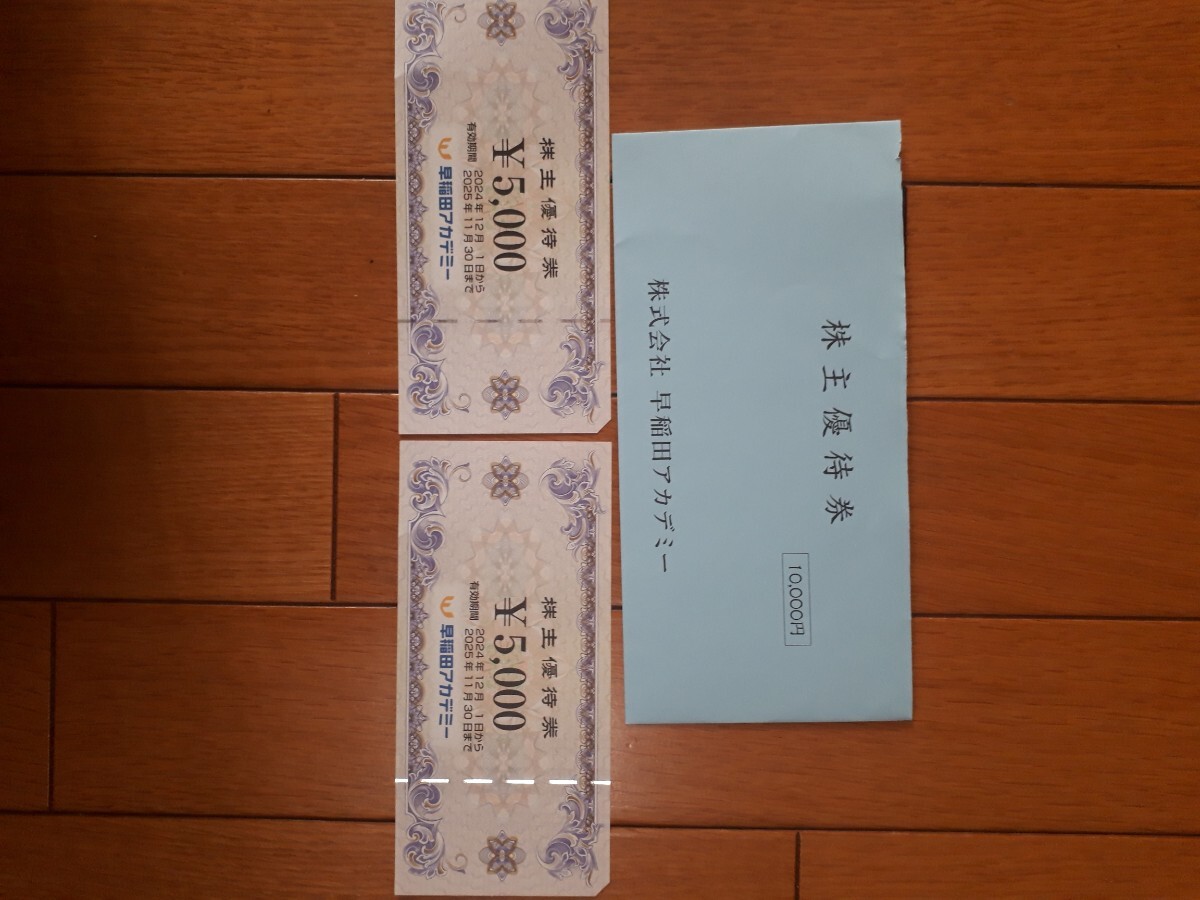 株主優待券
¥5,000
有効期間 2024年12月 1日から
2025年11月30日まで
早稲田アカデミー
株主優待券
¥5,000
有効期間 2024年12月 1日から
2025年11月30日まで
早稲田アカデミー
株主優待券
10,000円
株式会社 早稲田アカデミー